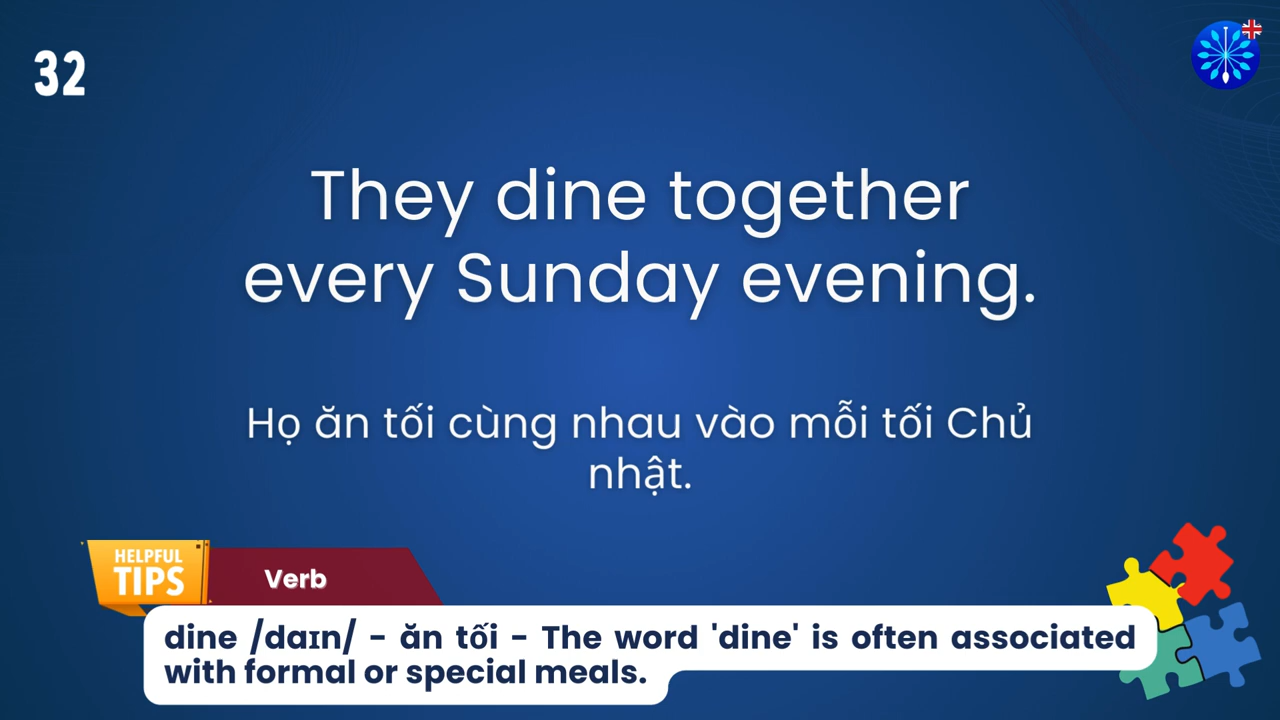 32
They dine together
every Sunday evening.
Họ ăn tối cùng nhau vào mỗi tối Chủ
nhật.
HELPFUL
TIPS
Verb
dine /daɪn/ - ăn tối - The word 'dine' is often associated
with formal or special meals.